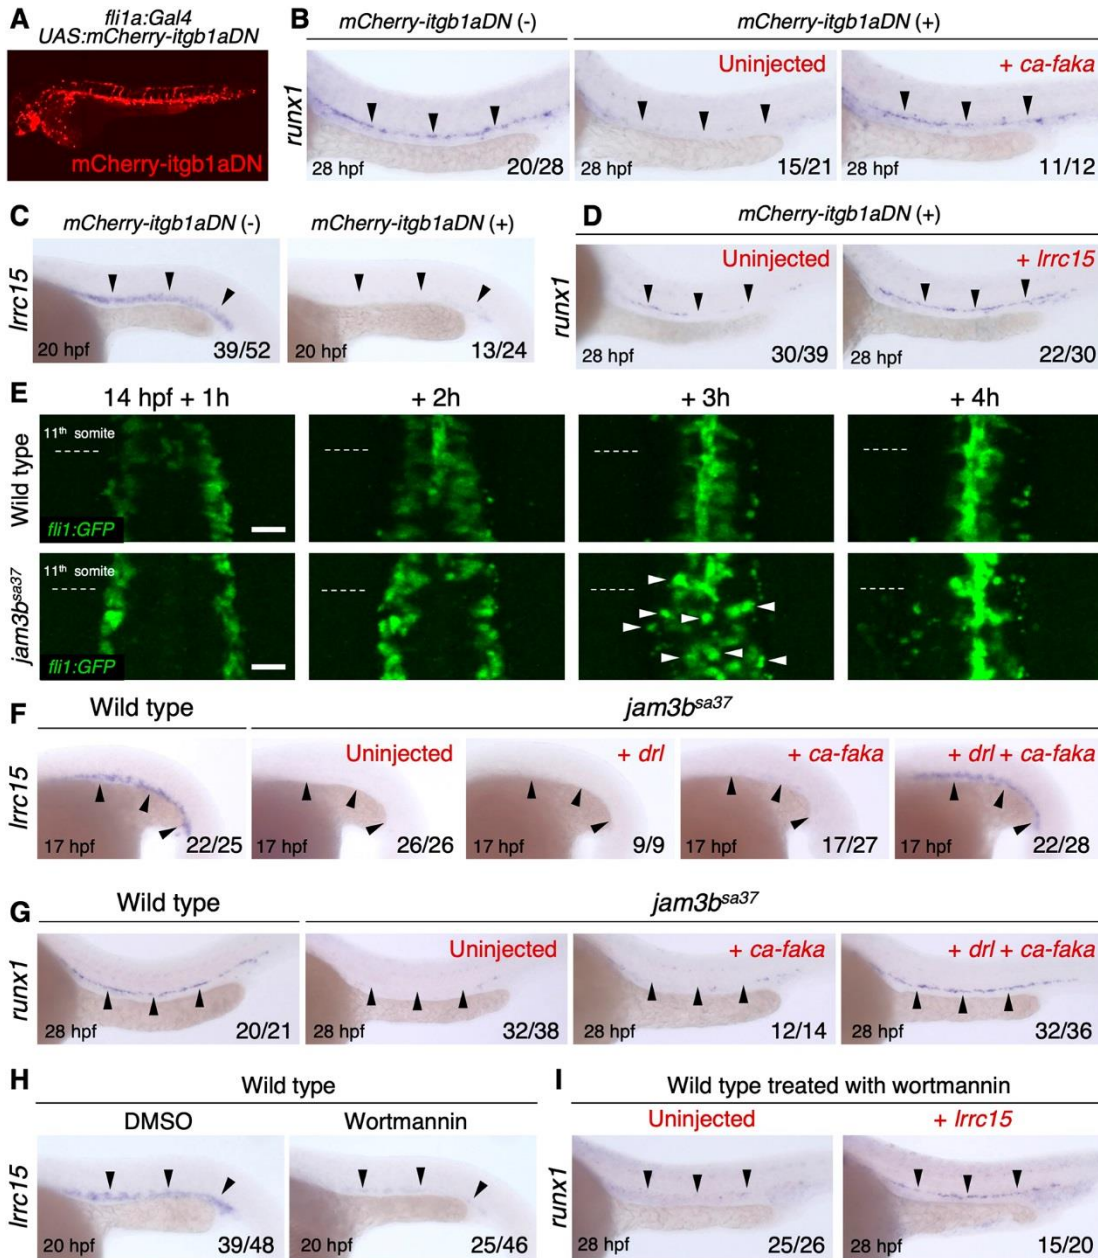 A
fli1a:Gal4
UAS:mCherry-itgb1aDN
mCherry-itgb1aDN
B
mCherry-itgb1aDN (-)
mCherry-itgb1aDN (+)
Uninjected
+ ca-faka
runx1
28 hpf
20/28
28 hpf
15/21
28 hpf
11/12
C
mCherry-itgb1aDN (-)
mCherry-itgb1aDN (+)
lrrc15
20 hpf
39/52
20 hpf
13/24
D
mCherry-itgb1aDN (+)
Uninjected
+ lrrc15
runx1
28 hpf
30/39
28 hpf
22/30
E
14 hpf + 1h
+ 2h
+ 3h
+ 4h
Wild type
11th somite
fli1:GFP
jam3bsa37
11th somite
fli1:GFP
F
Wild type
jam3bsa37
Uninjected
+ drl
+ ca-faka
+ drl + ca-faka
lrrc15
17 hpf
22/25
17 hpf
26/26
17 hpf
9/9
17 hpf
17/27
17 hpf
22/28
G
Wild type
jam3bsa37
Uninjected
+ ca-faka
+ drl + ca-faka
runx1
28 hpf
20/21
28 hpf
32/38
28 hpf
12/14
28 hpf
32/36
H
Wild type
DMSO
Wortmannin
lrrc15
20 hpf
39/48
20 hpf
25/46
I
Wild type treated with wortmannin
Uninjected
+ lrrc15
runx1
28 hpf
25/26
28 hpf
15/20